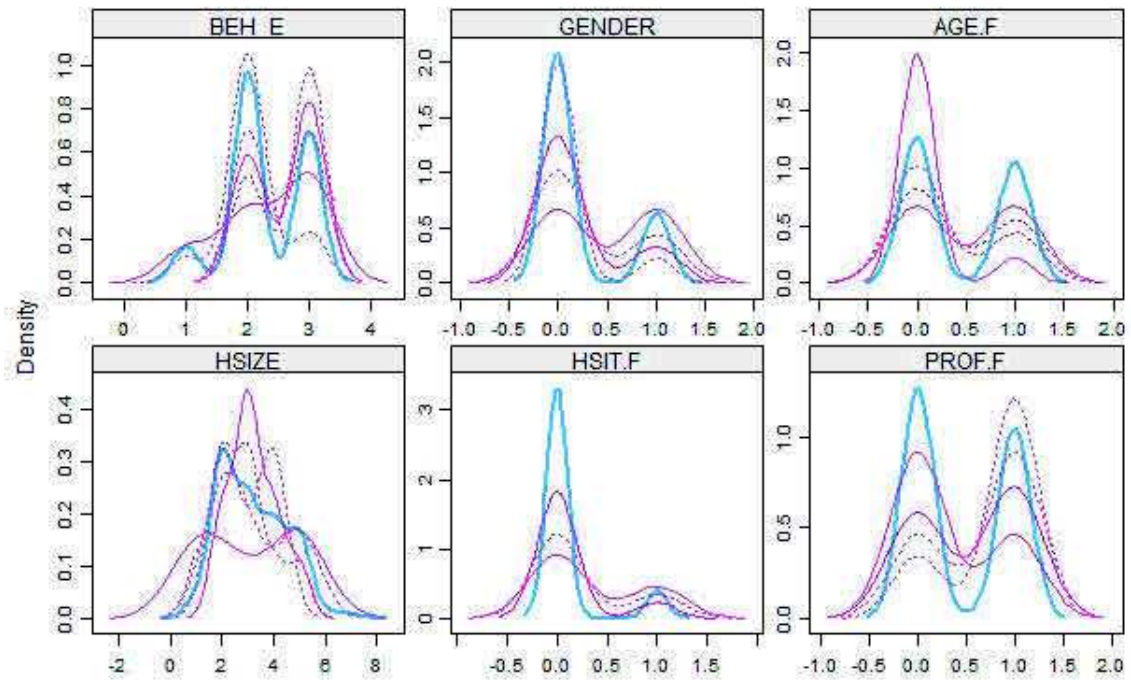 BEH_E
GENDER
AGE.F
0.0 0.2 0.4 0.6 0.8 1.0
0.0 0.5 1.0 1.5 2.0
0.0 0.5 1.0 1.5 2.0
0 1 2 3 4
-1.0 -0.5 0.0 0.5 1.0 1.5 2.0
-1.0 -0.5 0.0 0.5 1.0 1.5 2.0
Density
HSIZE
HSIT.F
PROF.F
0.0 0.1 0.2 0.3 0.4
0 1 2 3
0.0 0.5 1.0
-2 0 2 4 6 8
-0.5 0.0 0.5 1.0 1.5
-1.0 -0.5 0.0 0.5 1.0 1.5 2.0